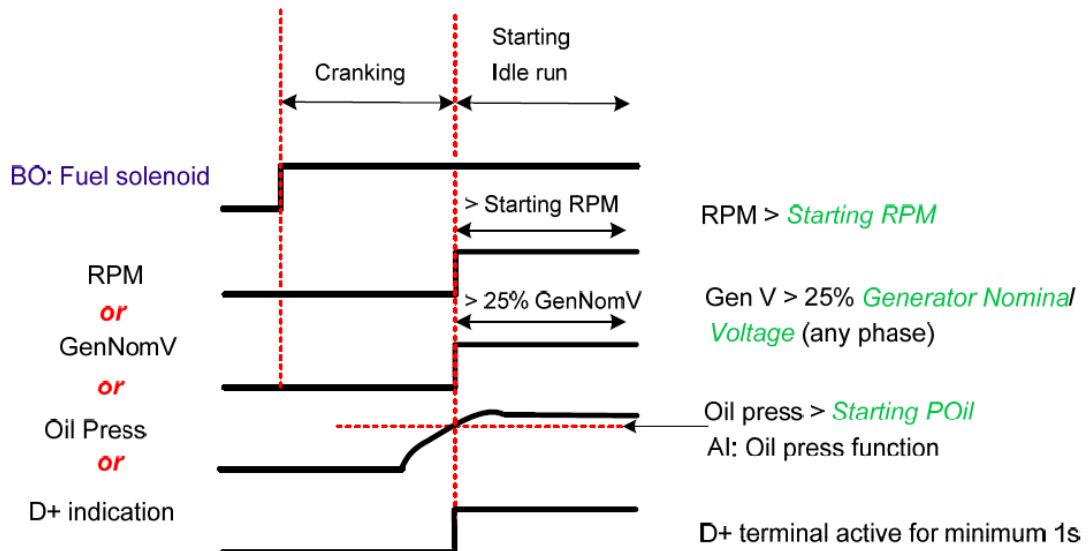 Starting
Idle run
Cranking
BO: Fuel solenoid
> Starting RPM
RPM > Starting RPM
RPM
or
> 25% GenNomV
Gen V > 25% Generator Nominal
Voltage (any phase)
GenNomV
or
Oil Press
or
Oil press > Starting POil
AI: Oil press function
D+ indication
D+ terminal active for minimum 1s